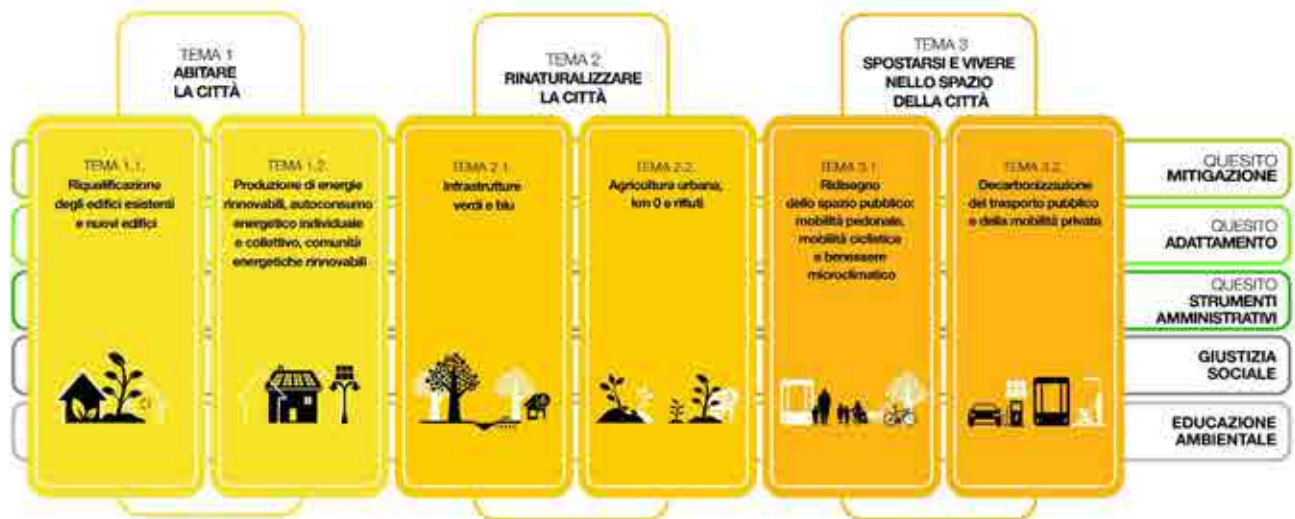 TEMA 1
ABITARE
LA CITTÀ
TEMA 2
RINATURALIZZARE
LA CITTÀ
TEMA 3
SPOSTARSI E VIVERE
NELLO SPAZIO
DELLA CITTÀ
TEMA 1.1.
Riqualificazione
degli edifici esistenti
e nuovi edifici
TEMA 1.2.
Produzione di energie
rinnovabili, autoconsumo
energetico individuale
e collettivo, comunità
energetiche rinnovabili
TEMA 2.1.
Infrastrutture
verdi e blu
TEMA 2.2.
Agricoltura urbana,
km 0 e rifiuti
TEMA 3.1
Ridisegno
dello spazio pubblico:
mobilità pedonale,
mobilità ciclistica
e benessere
microclimatico
TEMA 3.2.
Decarbonizzazione
del trasporto pubblico
e della mobilità privata
QUESITO
MITIGAZIONE
QUESITO
ADATTAMENTO
QUESITO
STRUMENTI
AMMINISTRATIVI
GIUSTIZIA
SOCIALE
EDUCAZIONE
AMBIENTALE